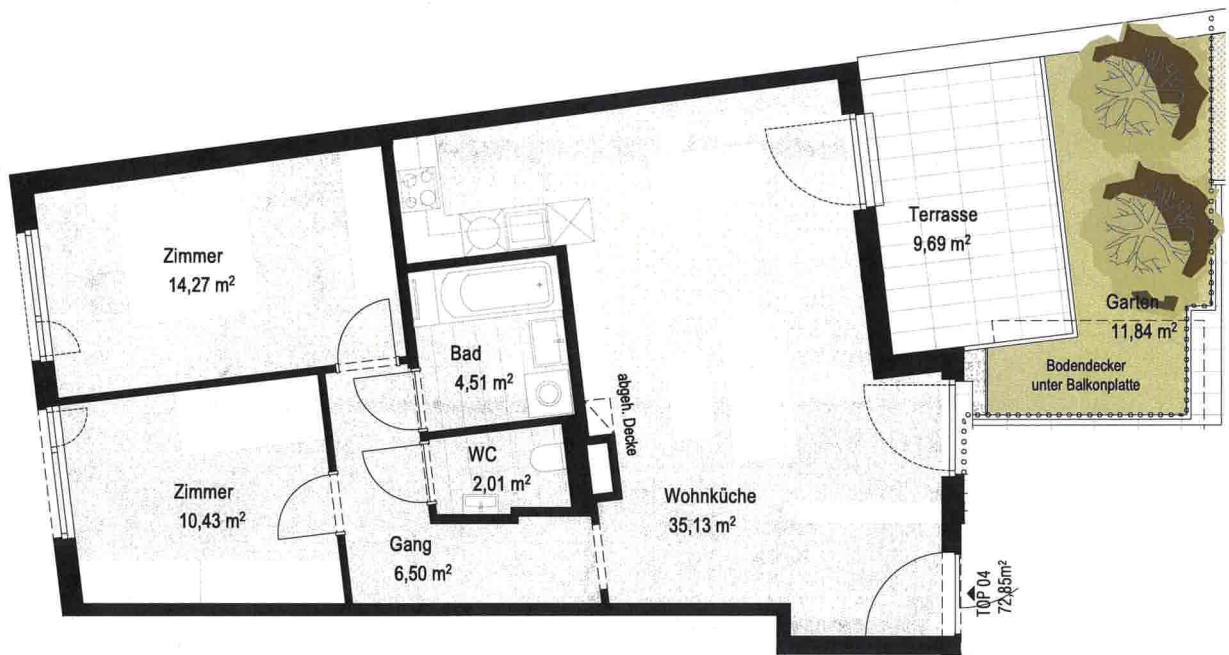 Zimmer
14,27 m²
Terrasse
9,69 m²
Garten
11,84 m²
Bodendecker
unter Balkonplatte
Bad
4,51 m²
abgeh. Decke
WC
2,01 m²
Zimmer
10,43 m²
Wohnküche
35,13 m²
Gang
6,50 m²
TOP 04
72,85m²